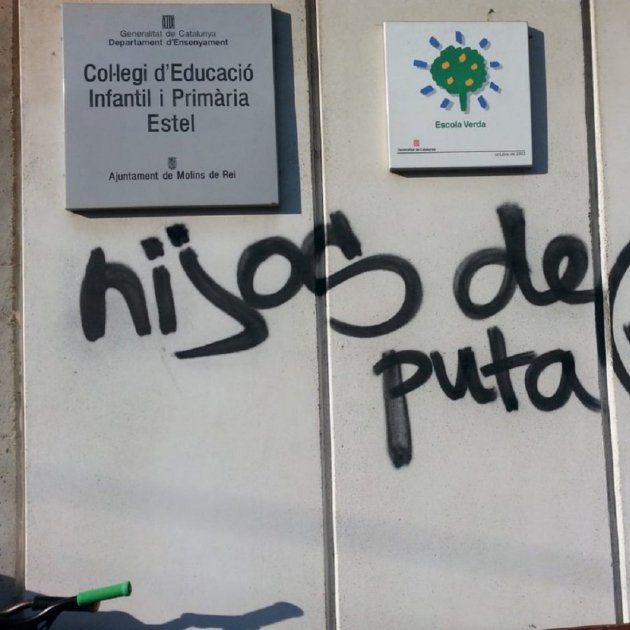 Generalitat de Catalunya
Departament d'Ensenyament
Col·legi d'Educació
Infantil i Primària
Estel
Ajuntament de Molins de Rei
Escola Verda
Generalitat de Catalunya
hijos de
puta